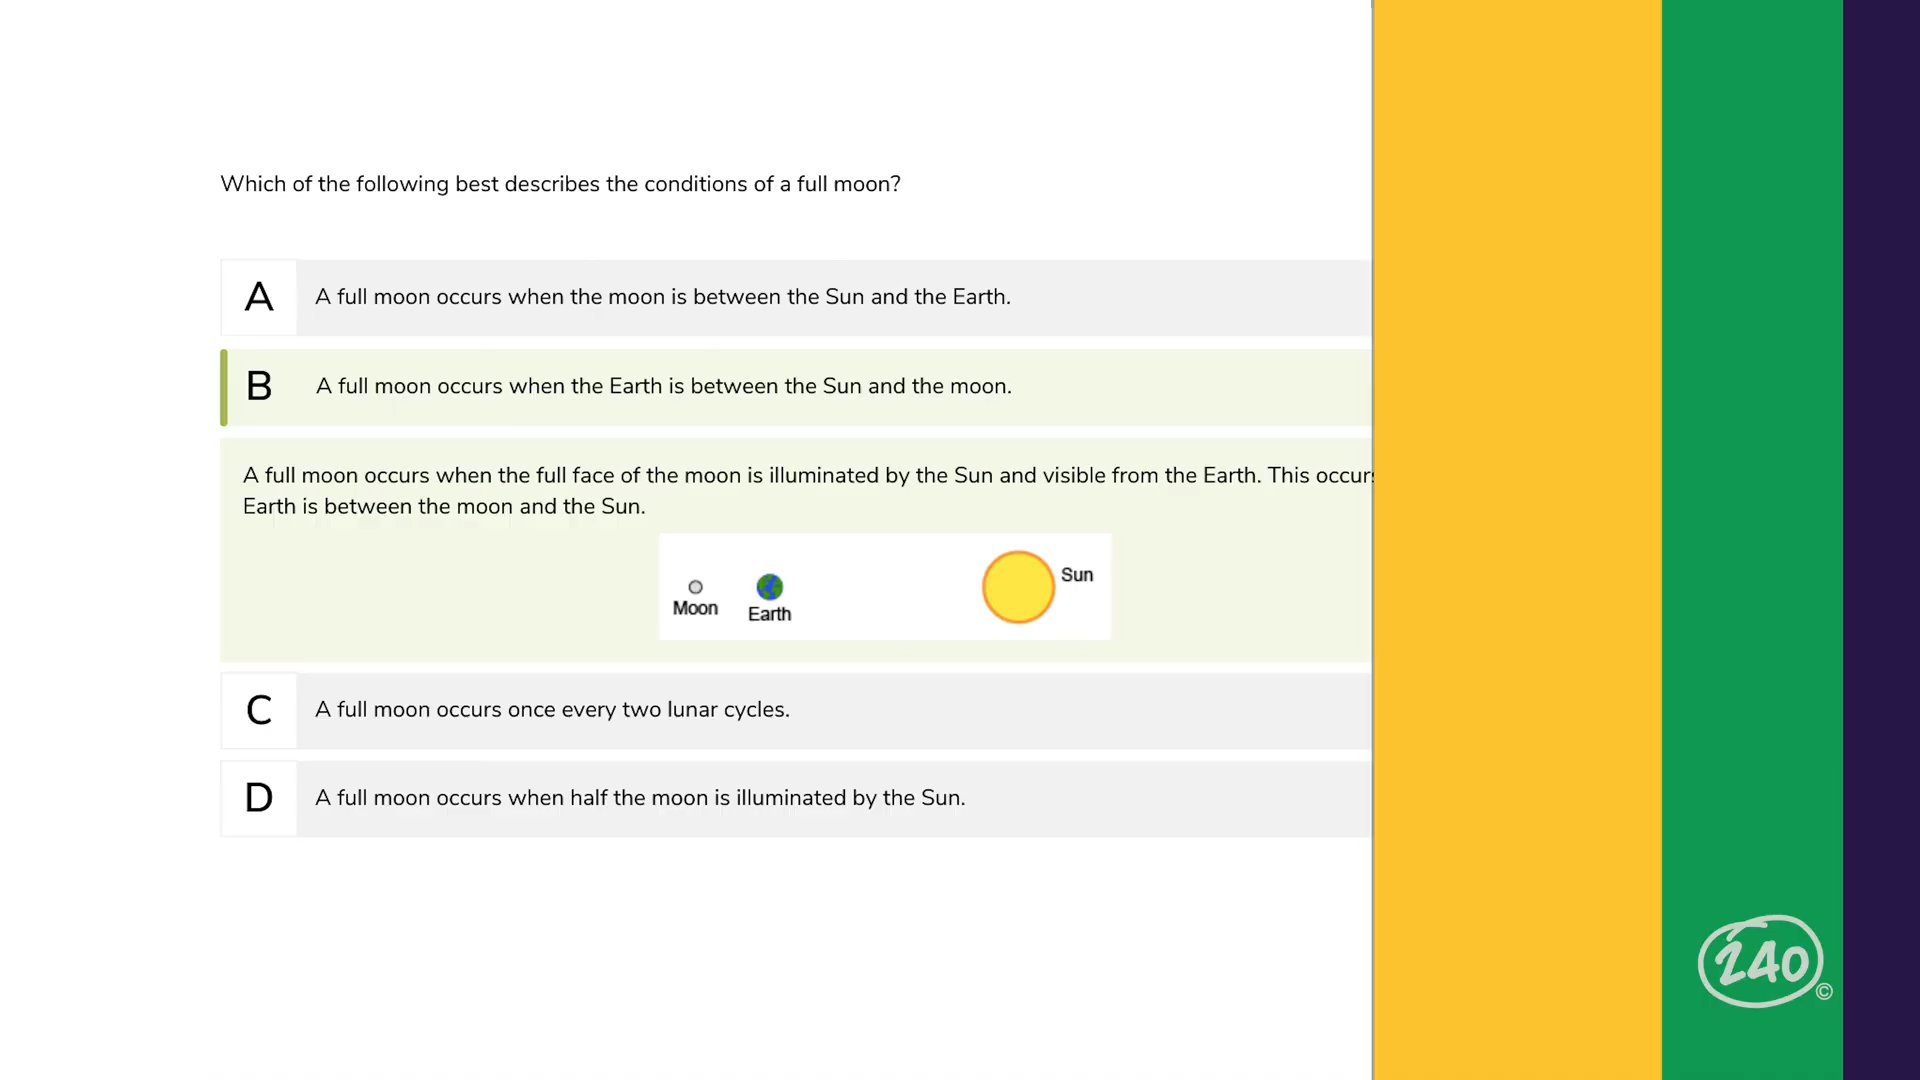 Which of the following best describes the conditions of a full moon?
A
A full moon occurs when the moon is between the Sun and the Earth.
B
A full moon occurs when the Earth is between the Sun and the moon.
A full moon occurs when the full face of the moon is illuminated by the Sun and visible from the Earth. This occurs
Earth is between the moon and the Sun.
Sun
Moon
Earth
C
A full moon occurs once every two lunar cycles.
D
A full moon occurs when half the moon is illuminated by the Sun.
240
©